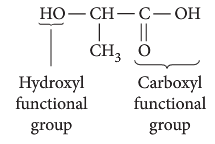 HO—CH—C—OH
CH₃ O
Hydroxyl Carboxyl
functional functional
group group